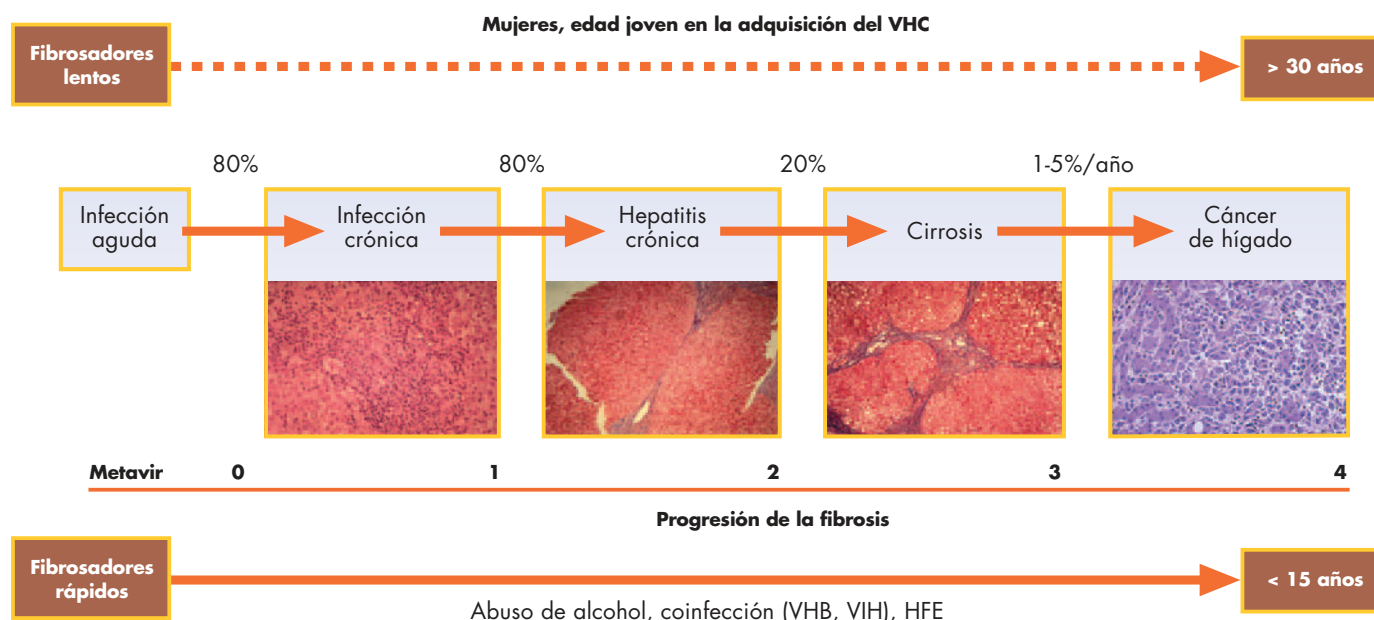 Mujeres, edad joven en la adquisición del VHC
Fibrosadores
lentos
> 30 años
80%
80%
20%
1-5%/año
Infección
aguda
Infección
crónica
Hepatitis
crónica
Cirrosis
Cáncer
de hígado
Metavir 0 1 2 3 4
Progresión de la fibrosis
Fibrosadores
rápidos
< 15 años
Abuso de alcohol, coinfección (VHB, VIH), HFE